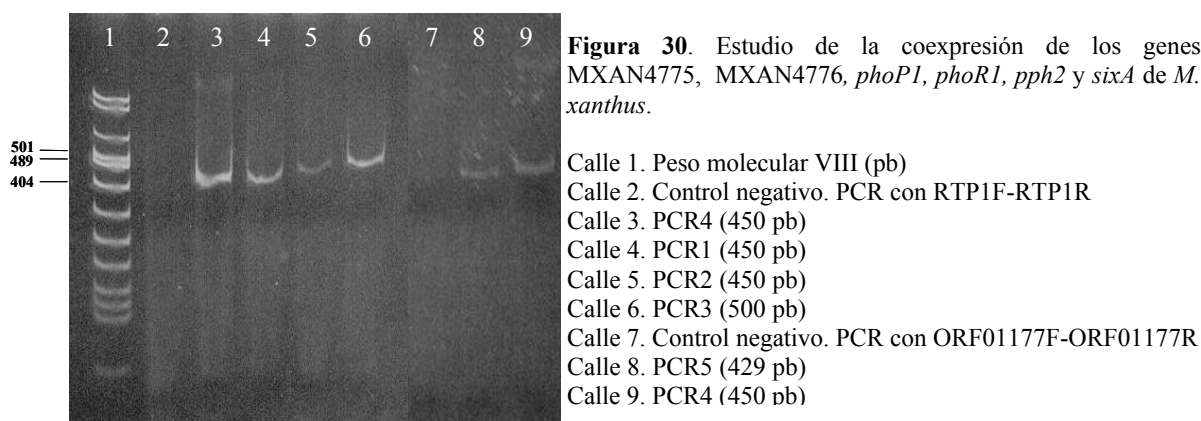 1 2 3 4 5 6 7 8 9
501
489
404
Figura 30. Estudio de la coexpresión de los genes
MXAN4775, MXAN4776, phoP1, phoR1, pph2 y sixA de M.
xanthus.
Calle 1. Peso molecular VIII (pb)
Calle 2. Control negativo. PCR con RTP1F-RTP1R
Calle 3. PCR4 (450 pb)
Calle 4. PCR1 (450 pb)
Calle 5. PCR2 (450 pb)
Calle 6. PCR3 (500 pb)
Calle 7. Control negativo. PCR con ORF01177F-ORF01177R
Calle 8. PCR5 (429 pb)
Calle 9. PCR4 (450 pb)